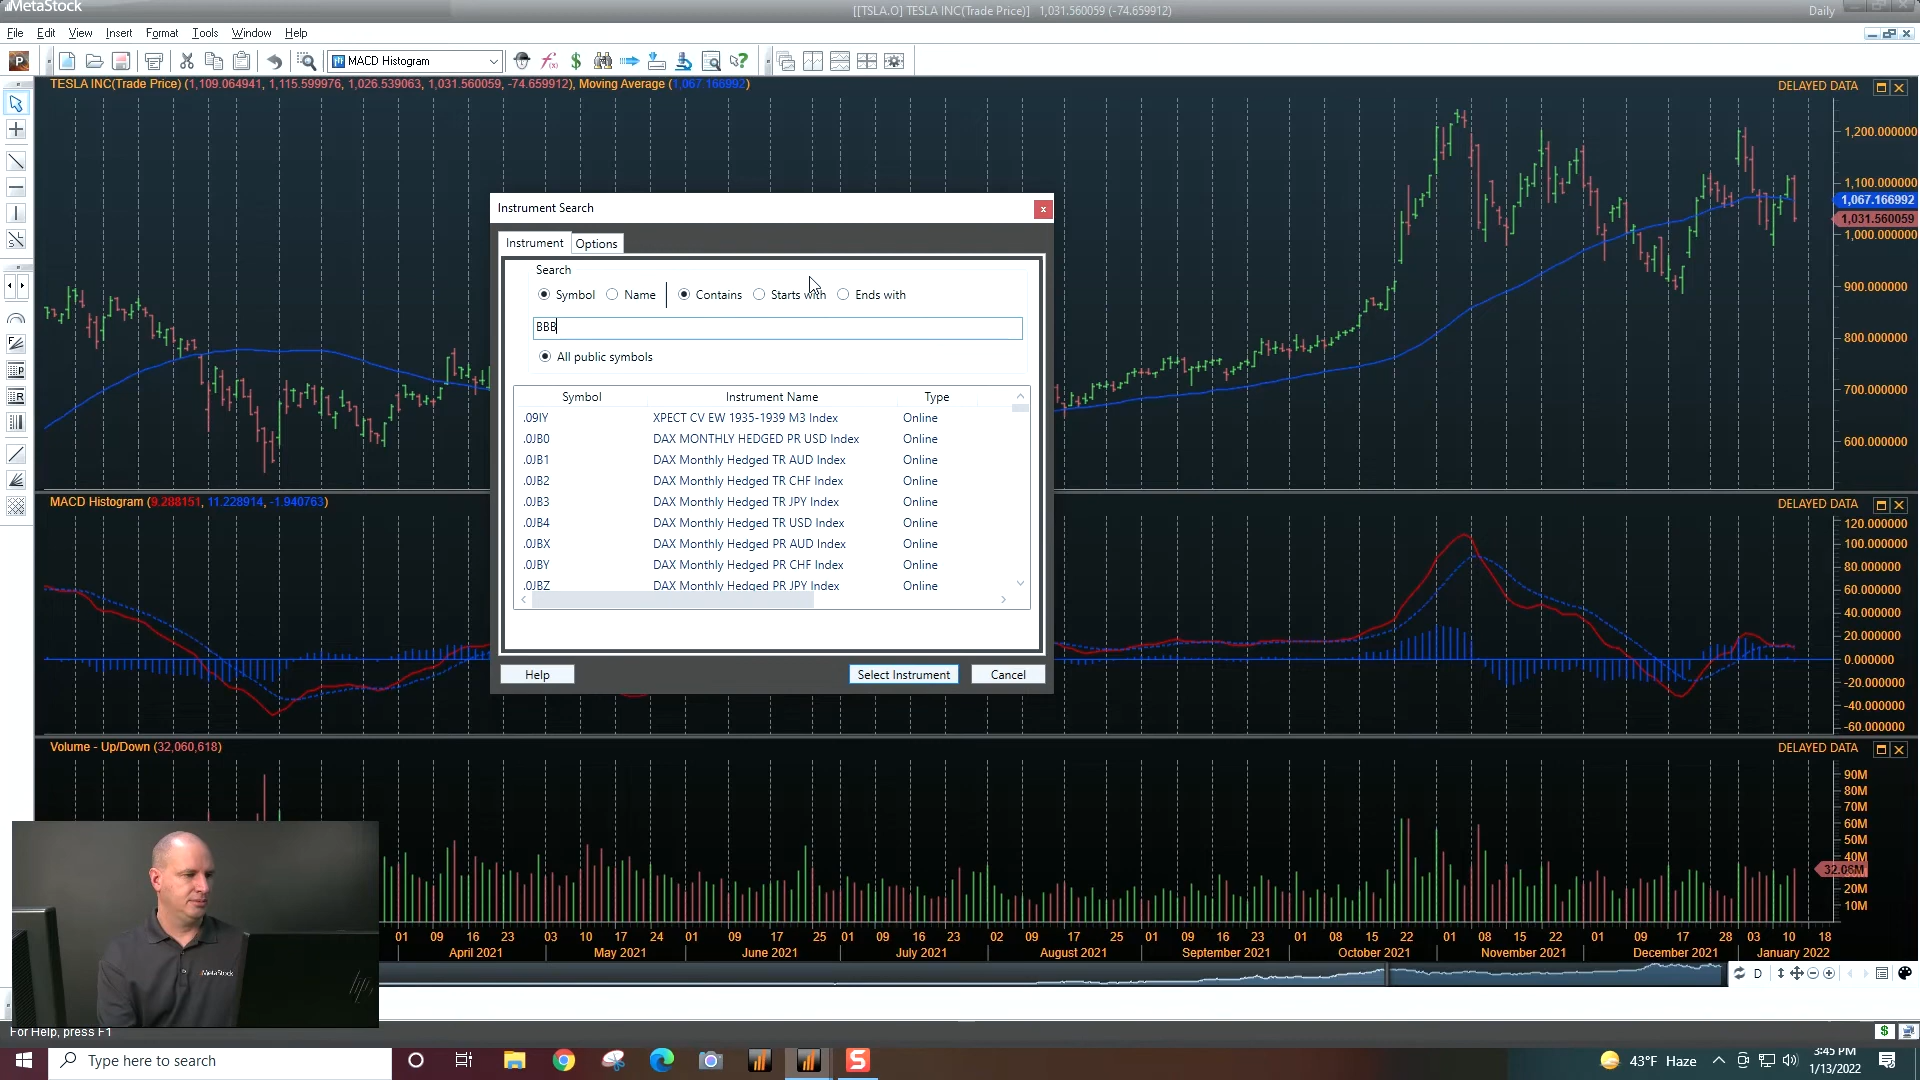 MetaStock
[[TSLA.O] TESLA INC(Trade Price)] 1,031.560059 (-74.659912)
Daily
File Edit View Insert Format Tools Window Help
MACD Histogram
TESLA INC(Trade Price) (1,109.064941, 1,115.599976, 1,026.539063, 1,031.560059, -74.659912), Moving Average (1,067.166992)
DELAYED DATA
1,200.000000
1,100.000000
1,067.166992
1,031.560059
1,000.000000
900.000000
800.000000
700.000000
600.000000
Instrument Search
x
Instrument Options
Search
Symbol Name Contains Starts with Ends with
BBB
All public symbols
Symbol Instrument Name Type
.09IY XPECT CV EW 1935-1939 M3 Index Online
.0JB0 DAX MONTHLY HEDGED PR USD Index Online
.0JB1 DAX Monthly Hedged TR AUD Index Online
.0JB2 DAX Monthly Hedged TR CHF Index Online
.0JB3 DAX Monthly Hedged TR JPY Index Online
.0JB4 DAX Monthly Hedged TR USD Index Online
.0JBX DAX Monthly Hedged PR AUD Index Online
.0JBY DAX Monthly Hedged PR CHF Index Online
.0JBZ DAX Monthly Hedged PR JPY Index Online
Help Select Instrument Cancel
MACD Histogram (9.288151, 11.228914, -1.940763)
DELAYED DATA
120.000000
100.000000
80.000000
60.000000
40.000000
20.000000
0.000000
-20.000000
-40.000000
-60.000000
Volume - Up/Down (32,060,618)
DELAYED DATA
90M
80M
70M
60M
50M
40M
32.06M
20M
10M
01 09 16 23 03 10 17 24 01 09 17 25 01 09 16 23 02 09 17 25 01 09 16 23 01 08 15 22 01 08 15 22 01 09 17 28 03 10 18
April 2021 May 2021 June 2021 July 2021 August 2021 September 2021 October 2021 November 2021 December 2021 January 2022
D
MetaStock
For Help, press F1
Type here to search
43°F Haze
3:45 PM
1/13/2022